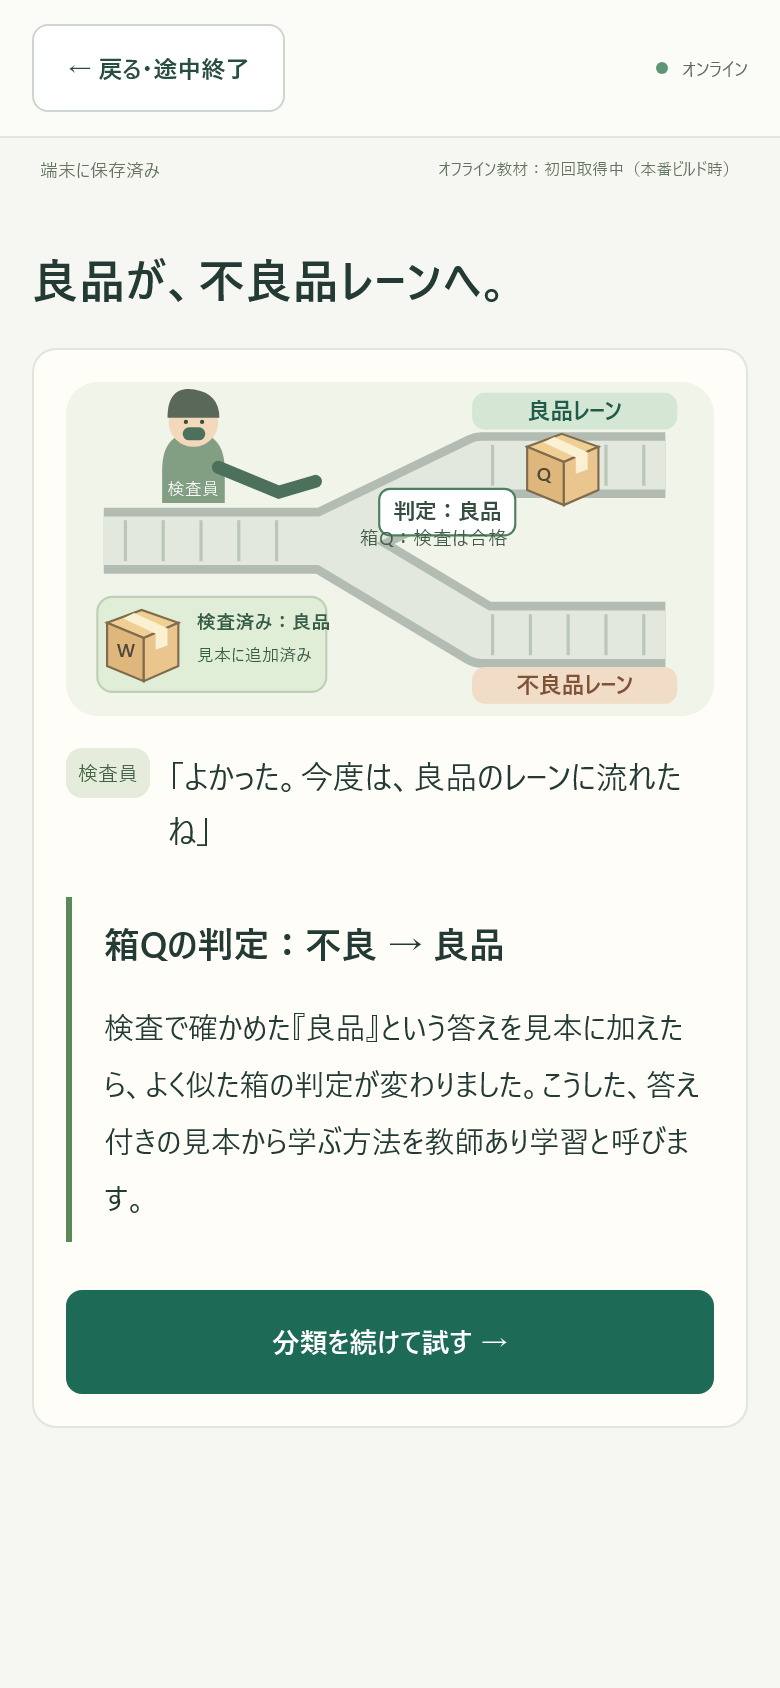 ← 戻る・途中終了
オンライン
端末に保存済み
オフライン教材：初回取得中（本番ビルド時）
良品が、不良品レーンへ。
良品レーン
検査員
Q
判定：良品
箱Q：検査は合格
W
検査済み：良品
見本に追加済み
不良品レーン
検査員
「よかった。今度は、良品のレーンに流れた
ね」
箱Qの判定：不良 → 良品
検査で確かめた『良品』という答えを見本に加えた
ら、よく似た箱の判定が変わりました。こうした、答え
付きの見本から学ぶ方法を教師あり学習と呼びま
す。
分類を続けて試す →